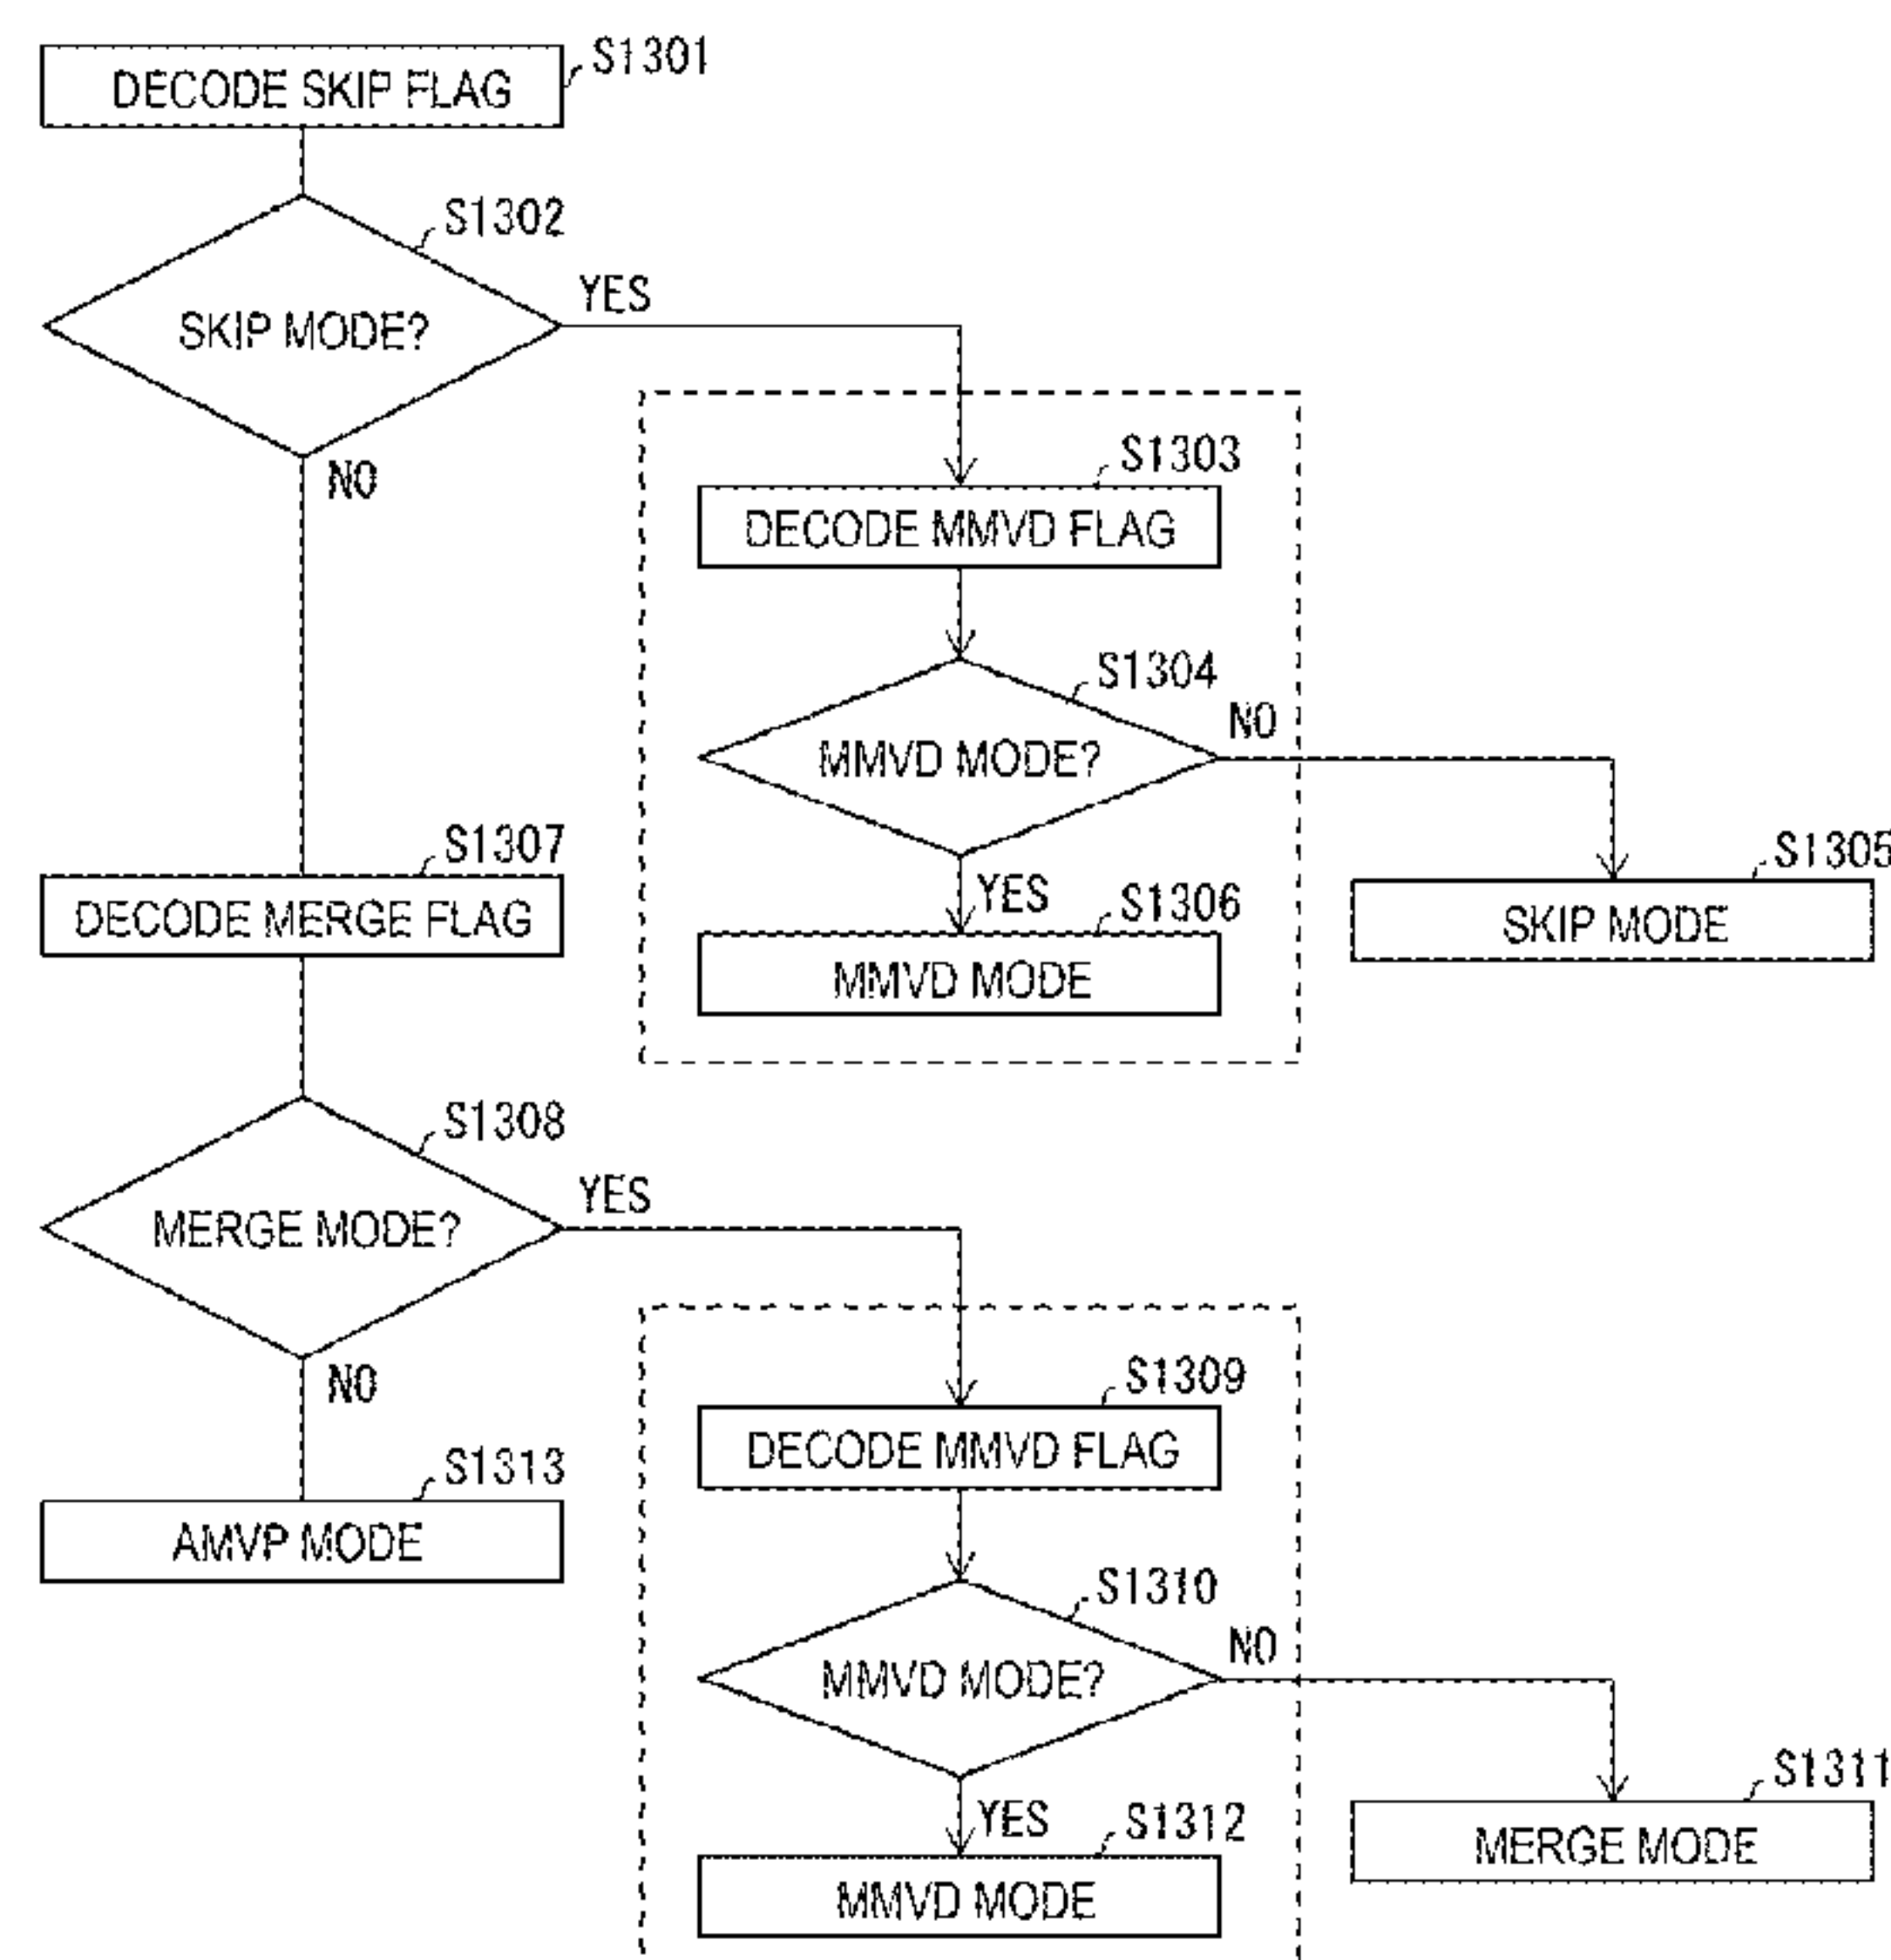 S1301
DECODE SKIP FLAG
S1302
YES
SKIP MODE?
NO
S1303
DECODE MMVD FLAG
S1304
NO
MMVD MODE?
YES
S1305
SKIP MODE
S1306
MMVD MODE
S1307
DECODE MERGE FLAG
S1308
YES
MERGE MODE?
NO
S1309
DECODE MMVD FLAG
S1313
AMVP MODE
S1310
NO
MMVD MODE?
YES
S1311
MERGE MODE
S1312
MMVD MODE